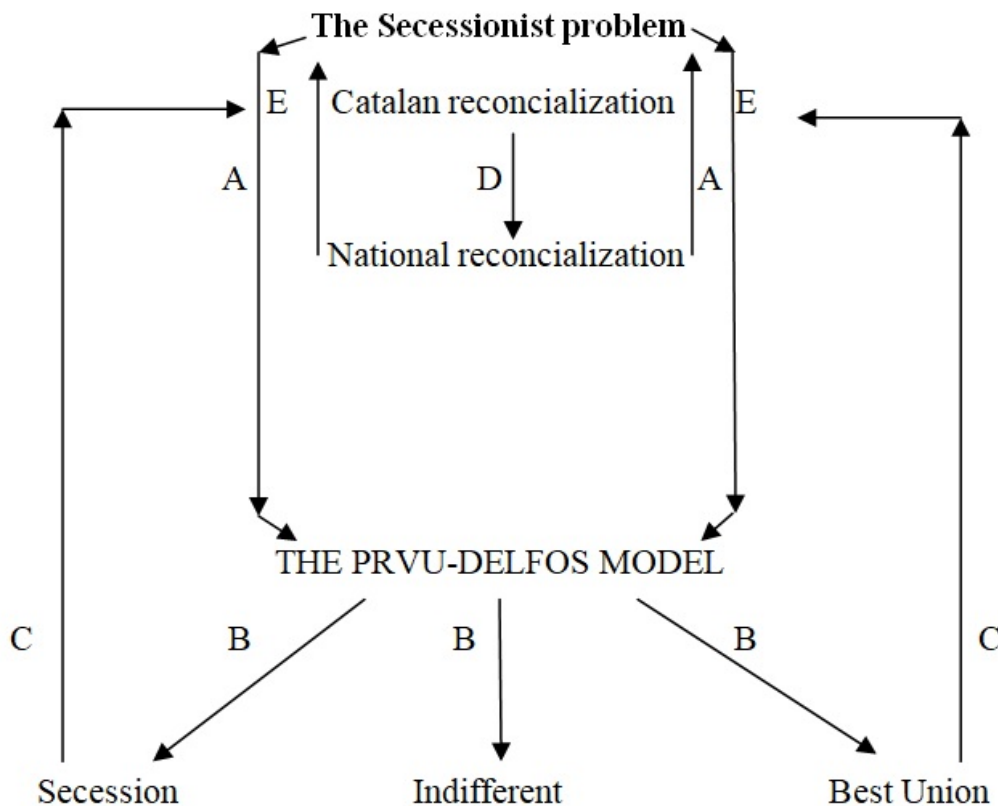 The Secessionist problem
E Catalan reconcialization E
A D A
National reconcialization
THE PRVU-DELFOS MODEL
C B B B C
Secession Indifferent Best Union